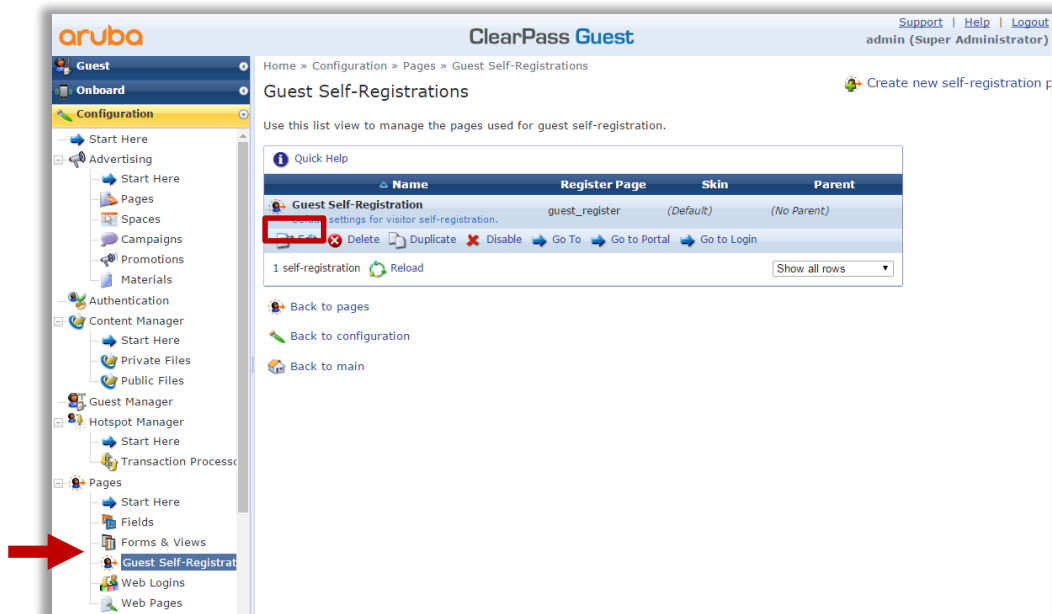 aruba
ClearPass Guest
Support | Help | Logout
admin (Super Administrator)
Guest
Onboard
Configuration
Start Here
Advertising
Start Here
Pages
Spaces
Campaigns
Promotions
Materials
Authentication
Content Manager
Start Here
Private Files
Public Files
Guest Manager
Hotspot Manager
Start Here
Transaction Processo
Pages
Start Here
Fields
Forms & Views
Guest Self-Registrat
Web Logins
Web Pages
Home » Configuration » Pages » Guest Self-Registrations
Guest Self-Registrations
Create new self-registration p
Use this list view to manage the pages used for guest self-registration.
Quick Help
Name Register Page Skin Parent
Guest Self-Registration guest_register (Default) (No Parent)
settings for visitor self-registration.
Edit Delete Duplicate Disable Go To Go to Portal Go to Login
1 self-registration Reload Show all rows
Back to pages
Back to configuration
Back to main